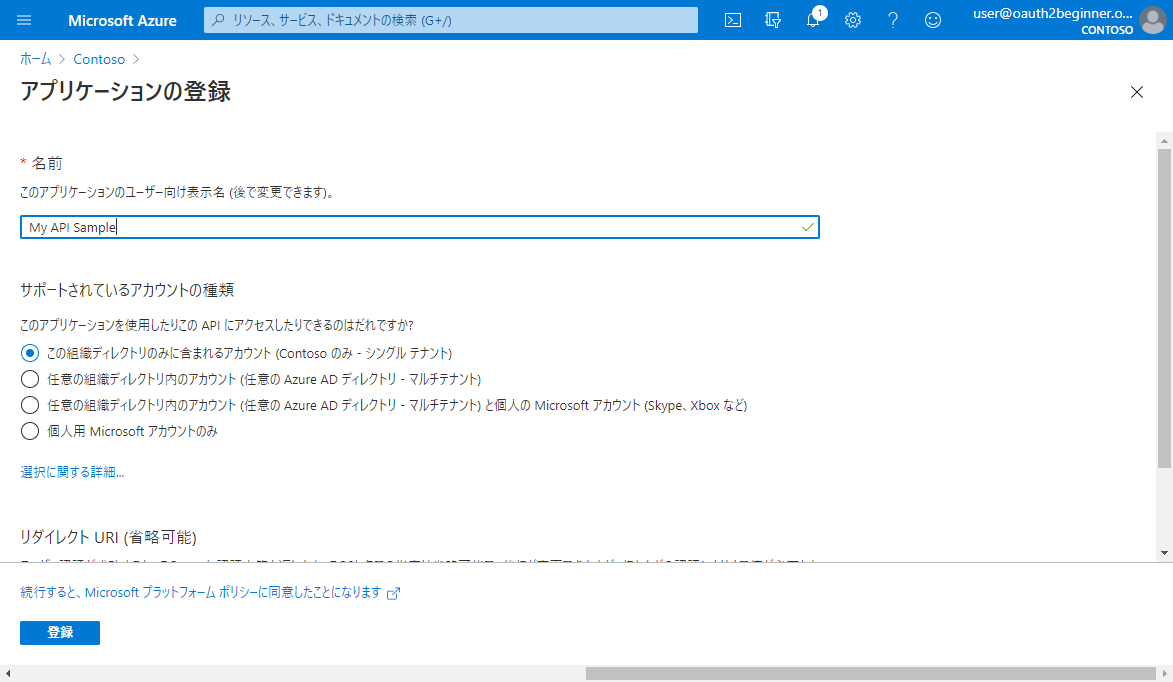 Microsoft Azure
リソース、サービス、ドキュメントの検索 (G+/)
1
user@oauth2beginner.o...
CONTOSO
ホーム > Contoso >
アプリケーションの登録
* 名前
このアプリケーションのユーザー向け表示名 (後で変更できます)。
My API Sample
サポートされているアカウントの種類
このアプリケーションを使用したりこの API にアクセスしたりできるのはだれですか?
この組織ディレクトリのみに含まれるアカウント (Contoso のみ - シングル テナント)
任意の組織ディレクトリ内のアカウント (任意の Azure AD ディレクトリ - マルチテナント)
任意の組織ディレクトリ内のアカウント (任意の Azure AD ディレクトリ - マルチテナント) と個人の Microsoft アカウント (Skype、Xbox など)
個人用 Microsoft アカウントのみ
選択に関する詳細...
リダイレクト URI (省略可能)
続行すると、Microsoft プラットフォーム ポリシーに同意したことになります
登録